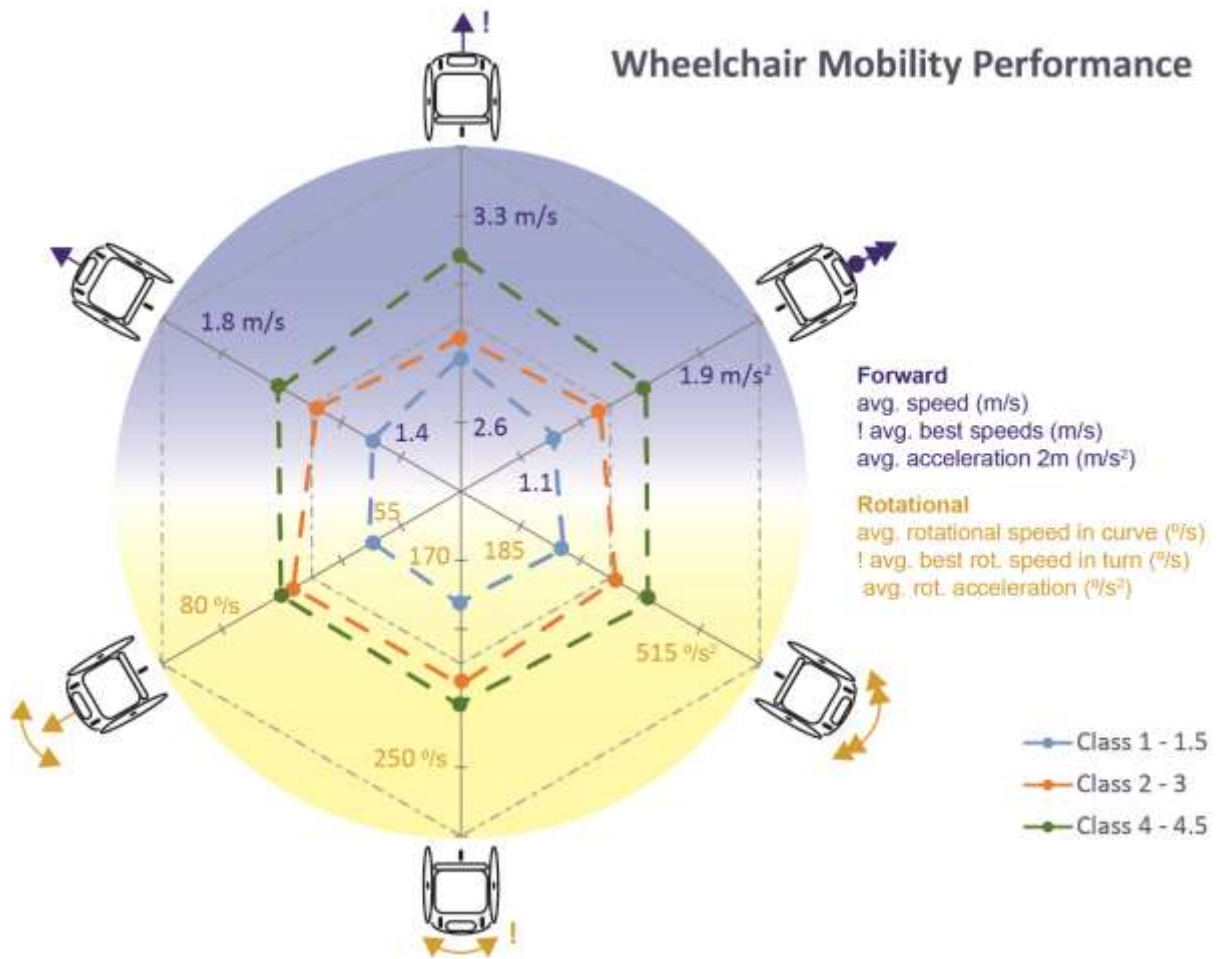 !
Wheelchair Mobility Performance
3.3 m/s
1.8 m/s
1.9 m/s²
1.4
2.6
1.1
Forward
avg. speed (m/s)
! avg. best speeds (m/s)
avg. acceleration 2m (m/s²)
Rotational
avg. rotational speed in curve (º/s)
! avg. best rot. speed in turn (º/s)
avg. rot. acceleration (º/s²)
55
170
185
80 º/s
515 º/s²
250 º/s
Class 1 - 1.5
Class 2 - 3
Class 4 - 4.5
!